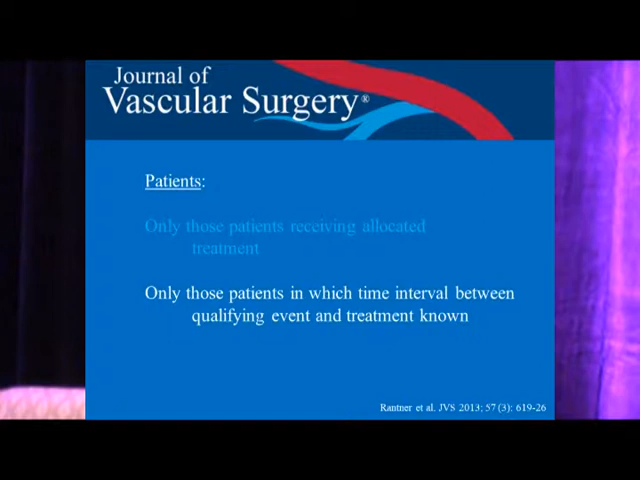 Journal of
Vascular Surgery®
Patients:
Only those patients receiving allocated
treatment
Only those patients in which time interval between
qualifying event and treatment known
Rantner et al. JVS 2013; 57 (3): 619-26